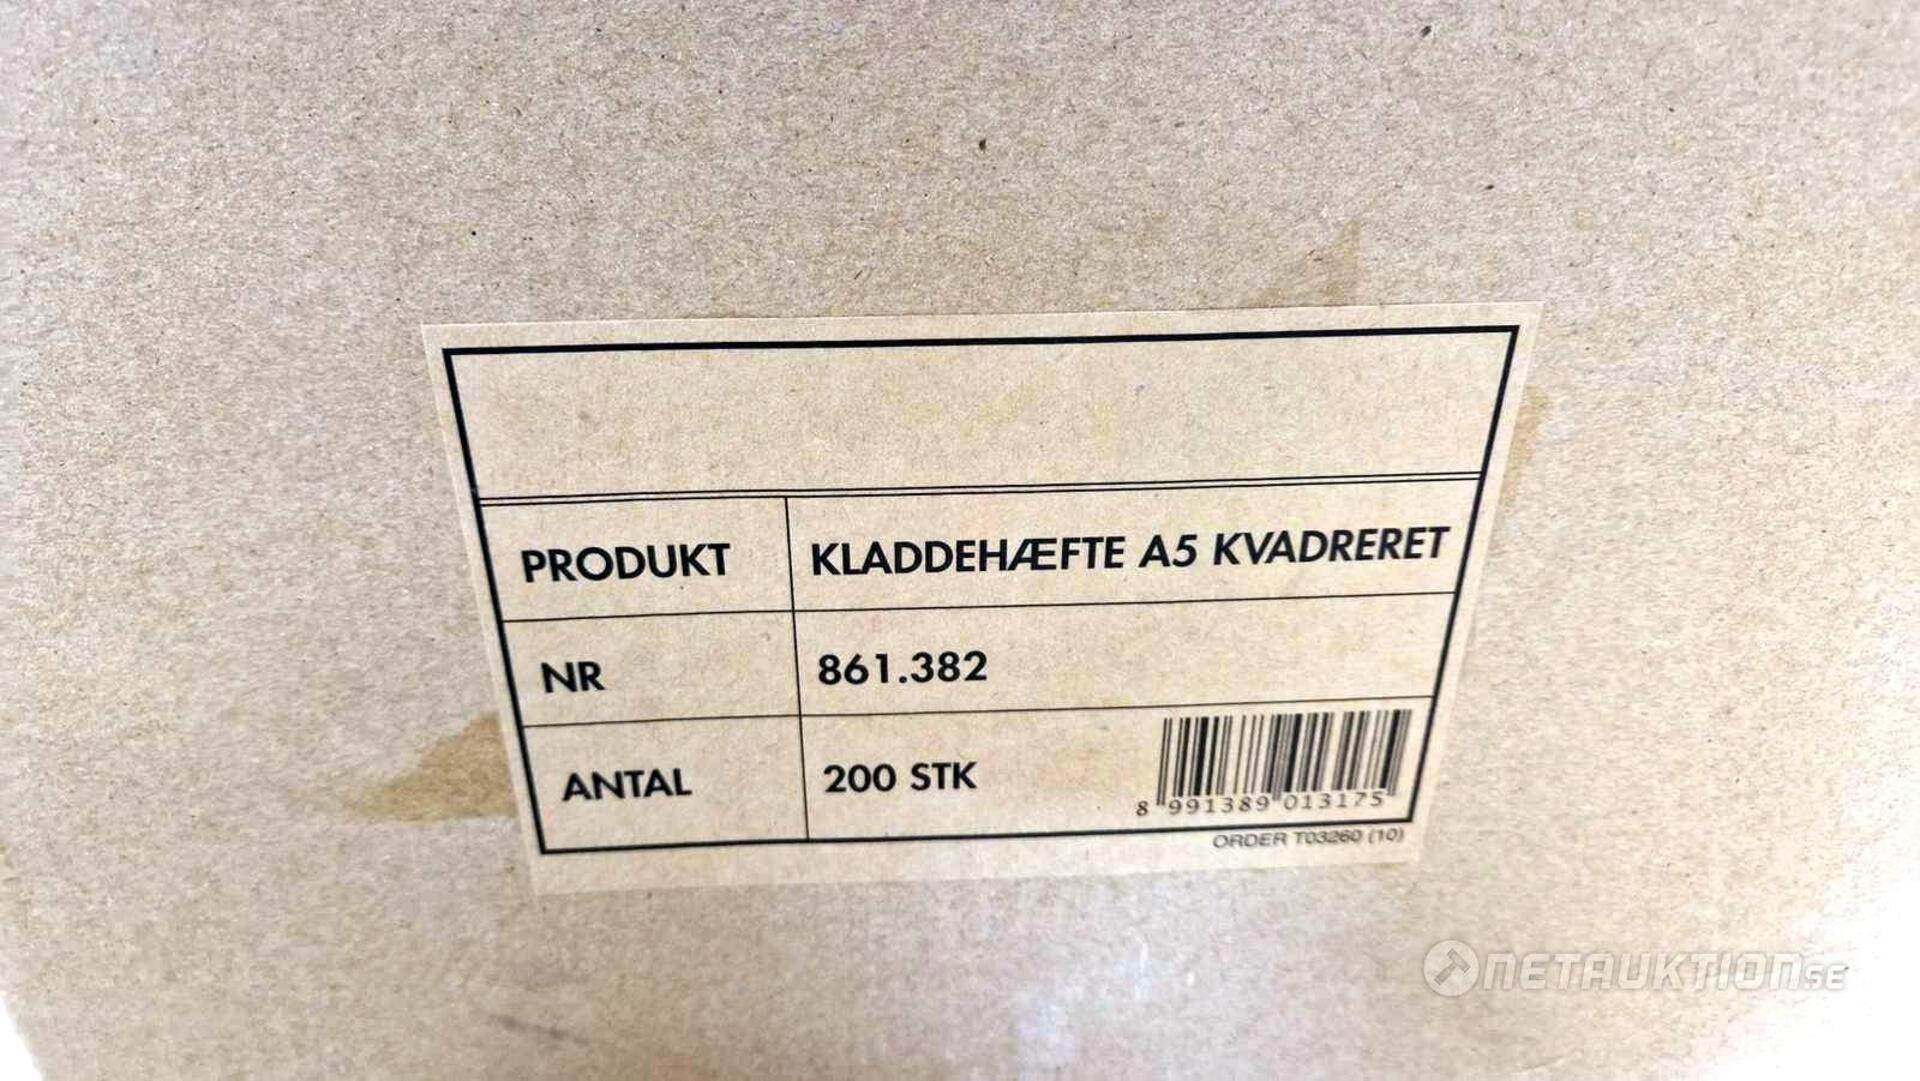 PRODUKT KLADDEHÆFTE A5 KVADRERET
NR 861.382
ANTAL 200 STK
8 991389 013175
ORDER T03260 (10)
NETAUKTION.SE